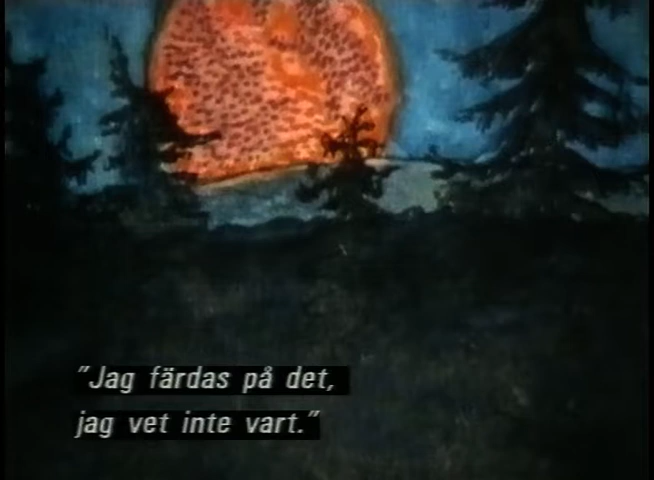 "Jag färdas på det,
jag vet inte vart."